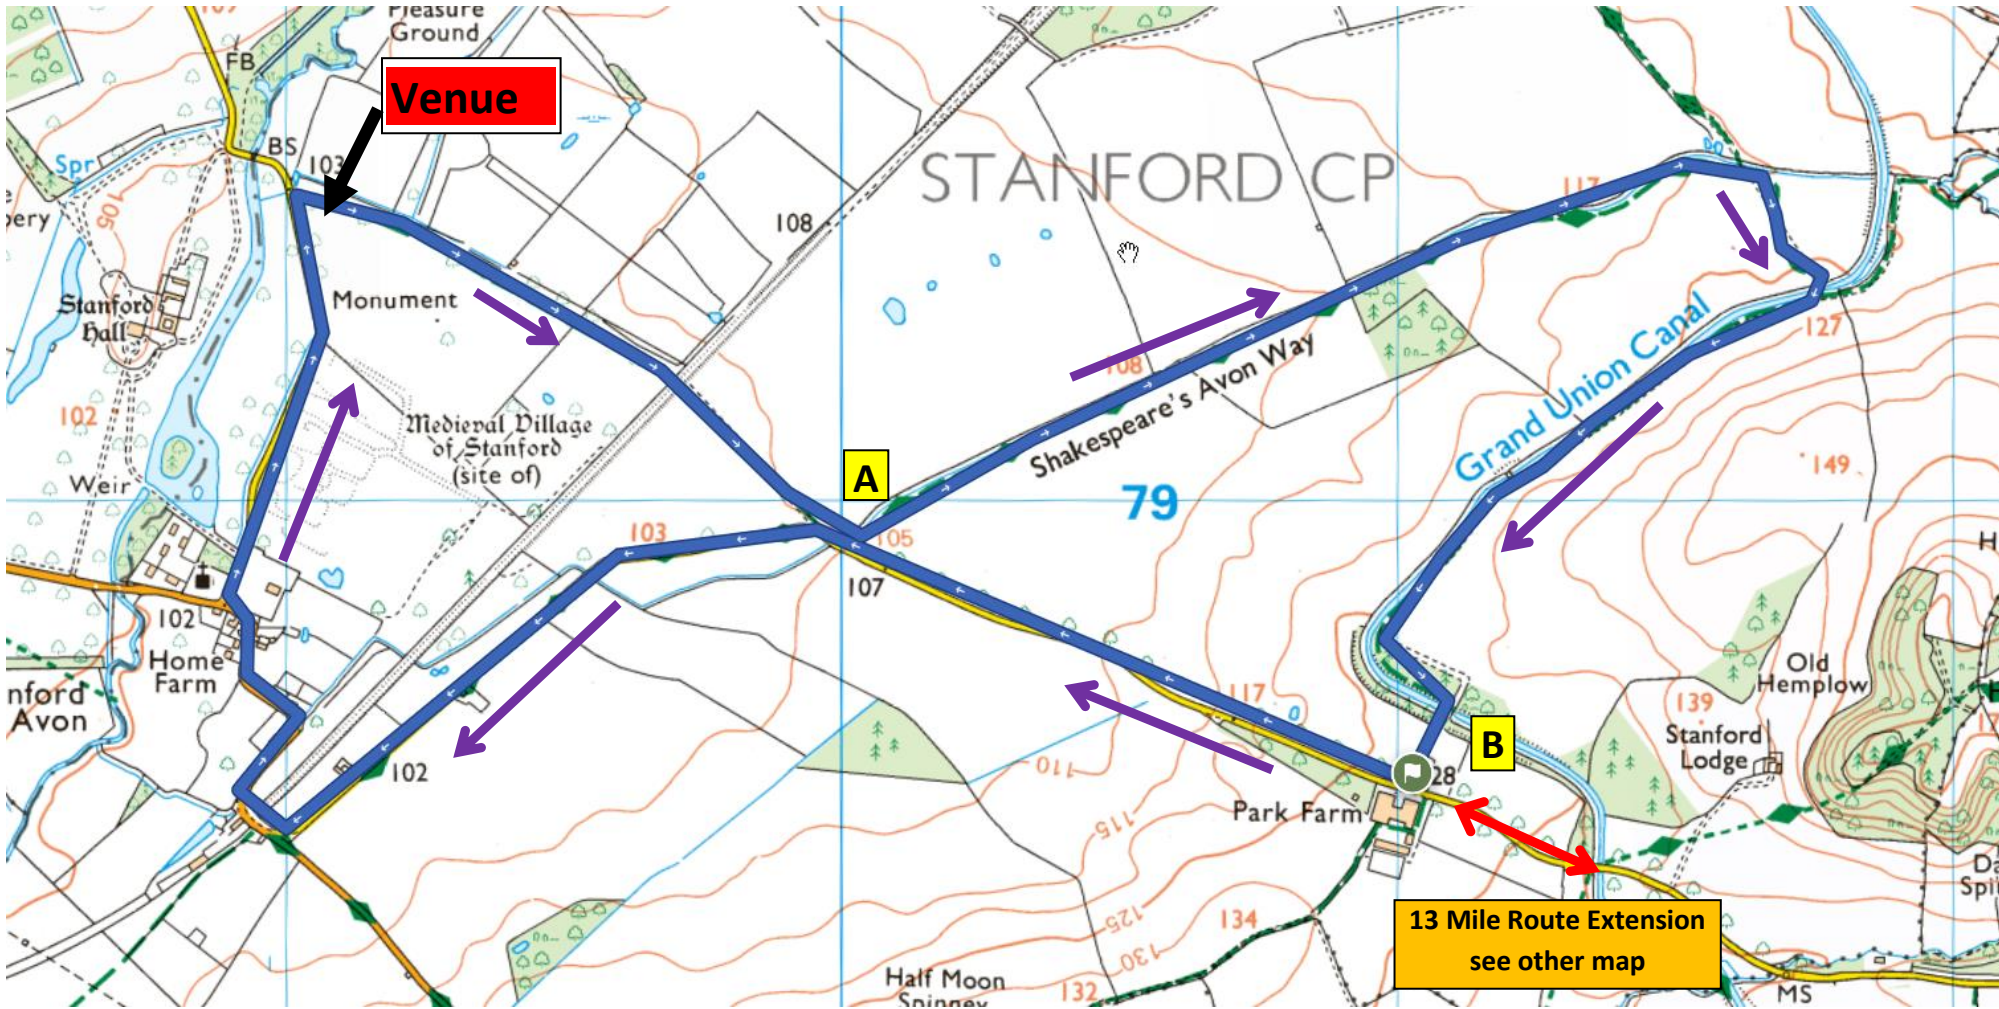 Pleasure
Ground
FB
Venue
BS
103
Spr
105
108
STANFORD CP
117
Stanford
Hall
Monument
127
108
Shakespeare's Avon Way
Grand Union Canal
102
Medieval Village
of Stanford
(site of)
149
Weir
A
79
103
105
107
102
Home
Farm
nford
Avon
Old
Hemplow
139
117
Stanford
Lodge
B
102
110
28
Park Farm
115
125
130
134
132
13 Mile Route Extension
see other map
Half Moon
Spinney
MS